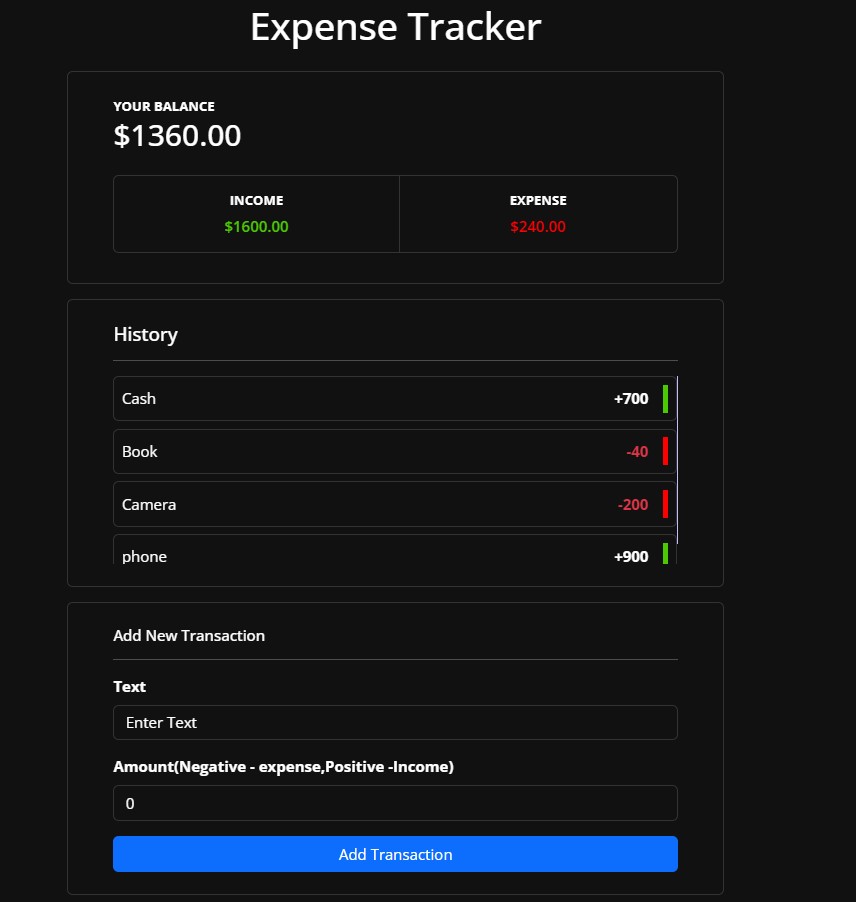 Expense Tracker
YOUR BALANCE
$1360.00
INCOME EXPENSE
$1600.00 $240.00
History
Cash +700
Book -40
Camera -200
phone +900
Add New Transaction
Text
Enter Text
Amount(Negative - expense,Positive -Income)
0
Add Transaction